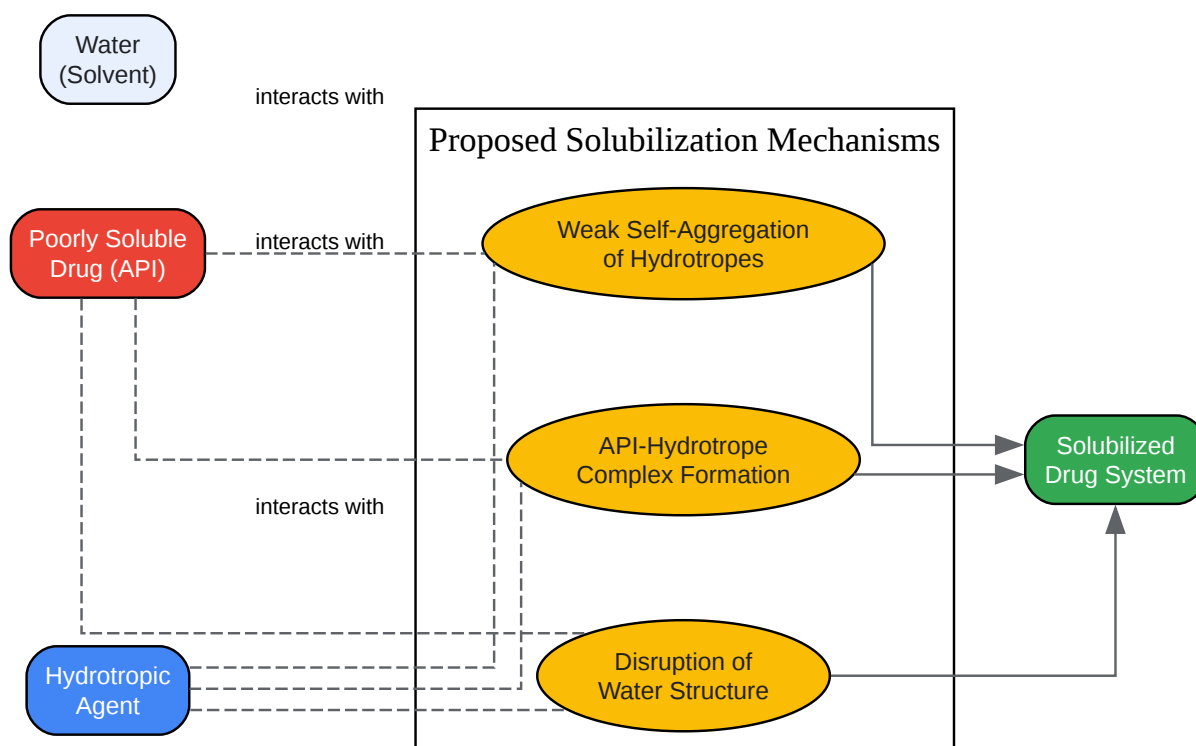 Water
(Solvent)
interacts with
Proposed Solubilization Mechanisms
Poorly Soluble
Drug (API)
interacts with
Weak Self-Aggregation
of Hydrotropes
API-Hydrotrope
Complex Formation
Solubilized
Drug System
interacts with
Hydrotropic
Agent
Disruption of
Water Structure